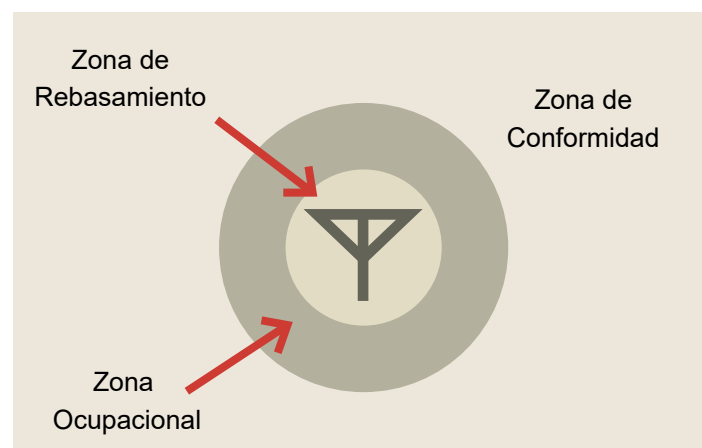 Zona de
Rebasamiento
Zona de
Conformidad
Zona
Ocupacional